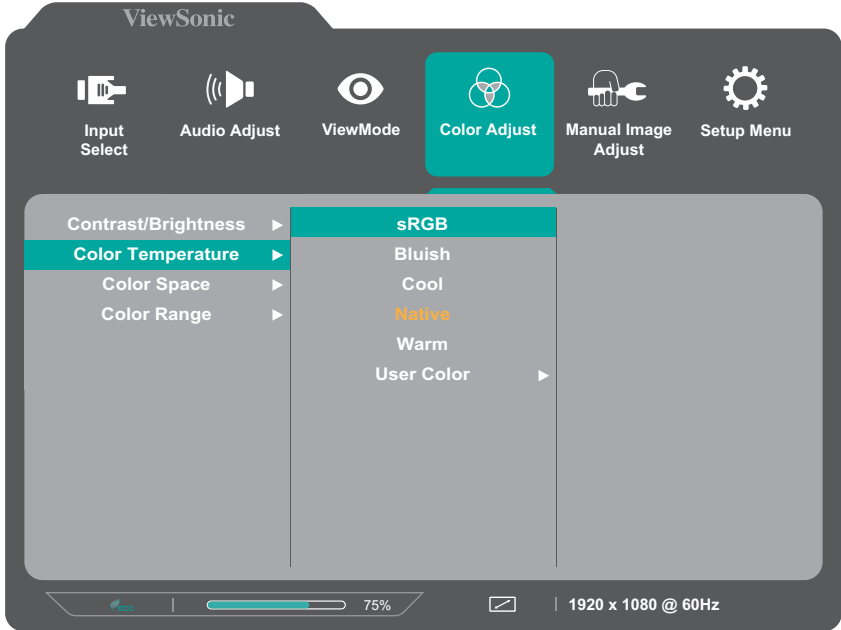 ViewSonic
Input
Select
Audio Adjust
ViewMode
Color Adjust
Manual Image
Adjust
Setup Menu
Contrast/Brightness
Color Temperature
Color Space
Color Range
sRGB
Bluish
Cool
Native
Warm
User Color
eco
75%
1920 x 1080 @ 60Hz